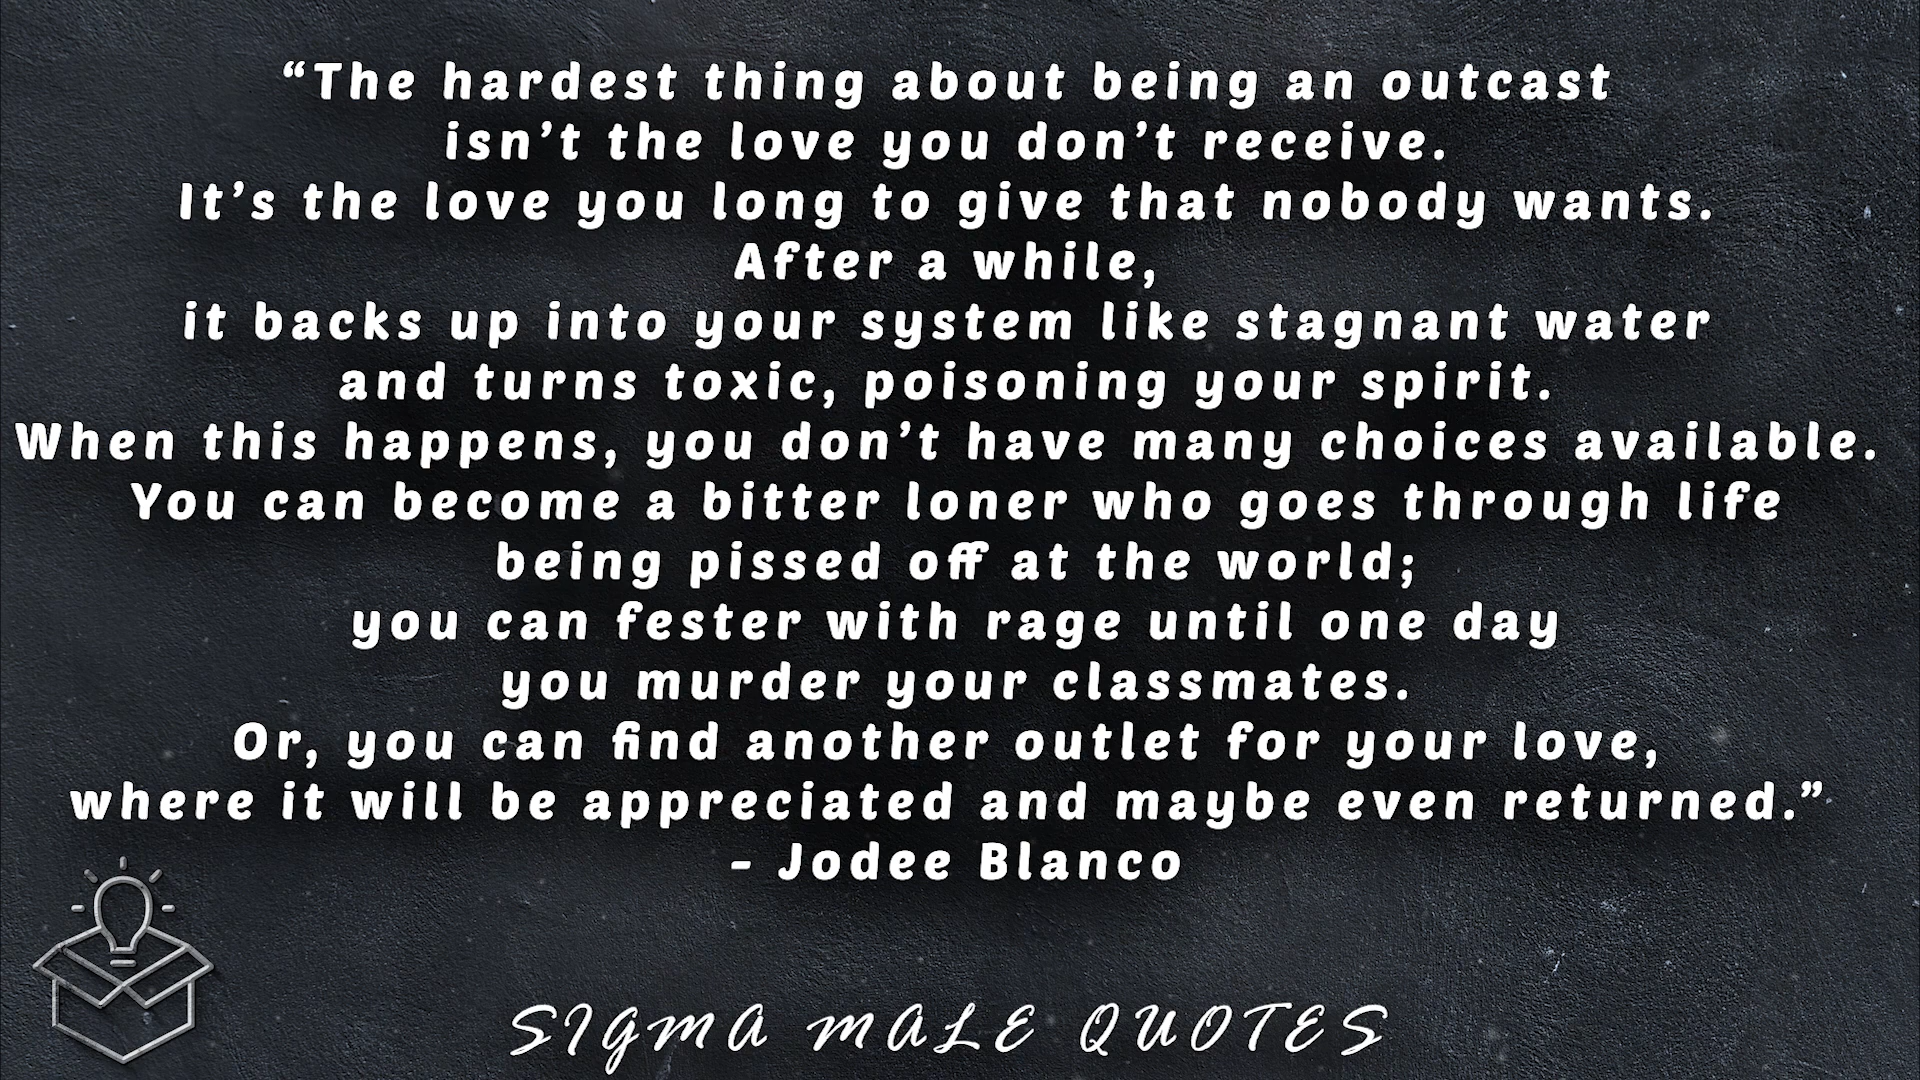 “The hardest thing about being an outcast
isn’t the love you don’t receive.
It’s the love you long to give that nobody wants.
After a while,
it backs up into your system like stagnant water
and turns toxic, poisoning your spirit.
When this happens, you don’t have many choices available.
You can become a bitter loner who goes through life
being pissed off at the world;
you can fester with rage until one day
you murder your classmates.
Or, you can find another outlet for your love,
where it will be appreciated and maybe even returned.”
- Jodee Blanco
SIGMA MALE QUOTES